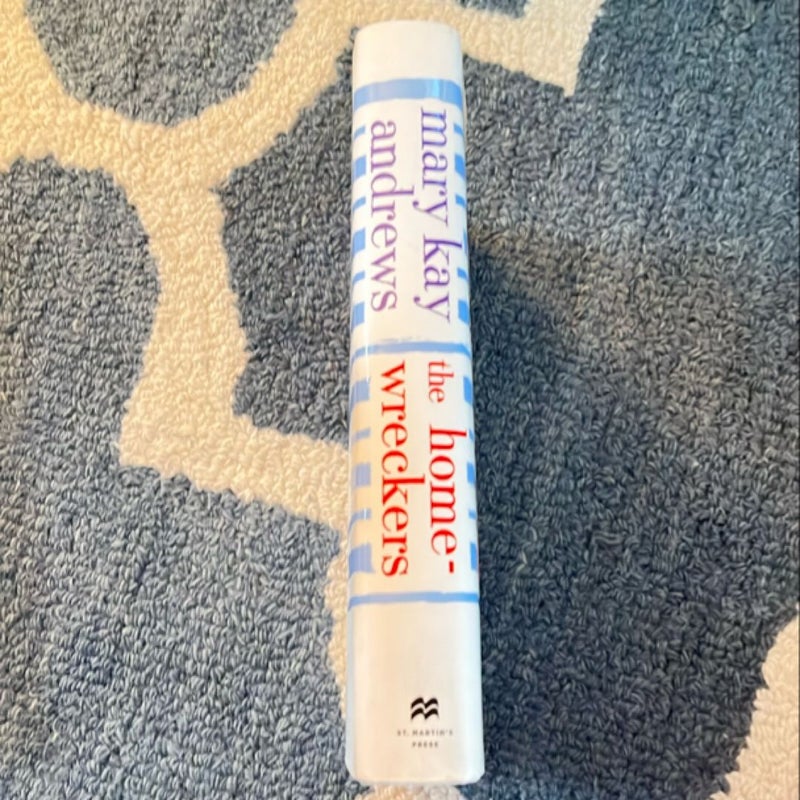 mary kay
andrews
the home-
wreckers
ST. MARTIN'S
PRESS